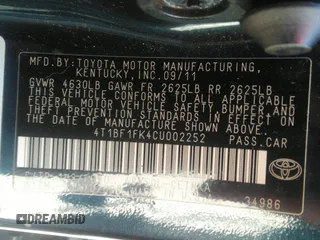 MFD. BY: TOYOTA MOTOR MANUFACTURING,
KENTUCKY, INC. 09/11
GVWR 4630LB GAWR FR 2625LB RR 2625LB
THIS VEHICLE CONFORMS TO ALL APPLICABLE
FEDERAL MOTOR VEHICLE SAFETY, BUMPER, AND
THEFT PREVENTION STANDARDS IN EFFECT ON
THE DATE OF MANUFACTURE SHOWN ABOVE.
4T1BF1FK4CU002252 PASS.CAR
34986
TOYOTA
DREAMBID